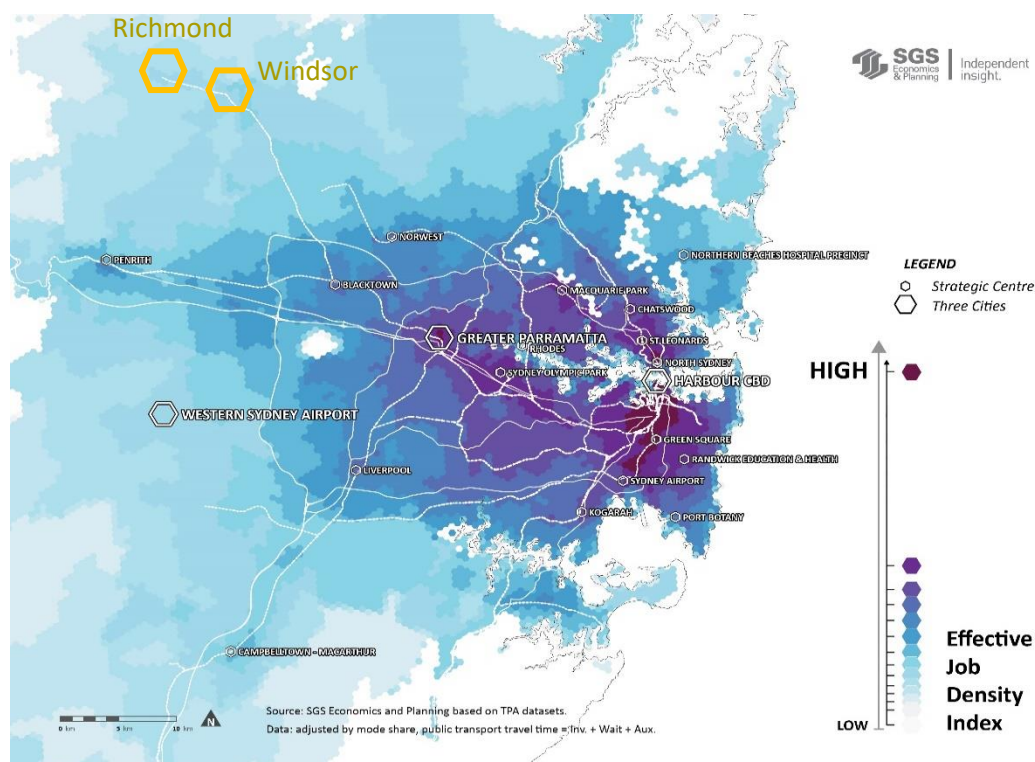 Richmond
Windsor
SGS
Economics
& Planning
Independent
insight.
NORWEST
PENRITH
NORTHERN BEACHES HOSPITAL PRECINCT
BLACKTOWN
MACQUARIE PARK
CHATSWOOD
GREATER PARRAMATTA
RHODES
ST LEONARDS
NORTH SYDNEY
SYDNEY OLYMPIC PARK
HARBOUR CBD
WESTERN SYDNEY AIRPORT
GREEN SQUARE
RANDWICK EDUCATION & HEALTH
LIVERPOOL
SYDNEY AIRPORT
KOGARAH
PORT BOTANY
CAMPBELLTOWN - MACARTHUR
LEGEND
Strategic Centre
Three Cities
HIGH
Effective
Job
Density
Index
LOW
0 km
5 km
10 km
N
Source: SGS Economics and Planning based on TPA datasets.
Data: adjusted by mode share, public transport travel time = Inv. + Wait + Aux.